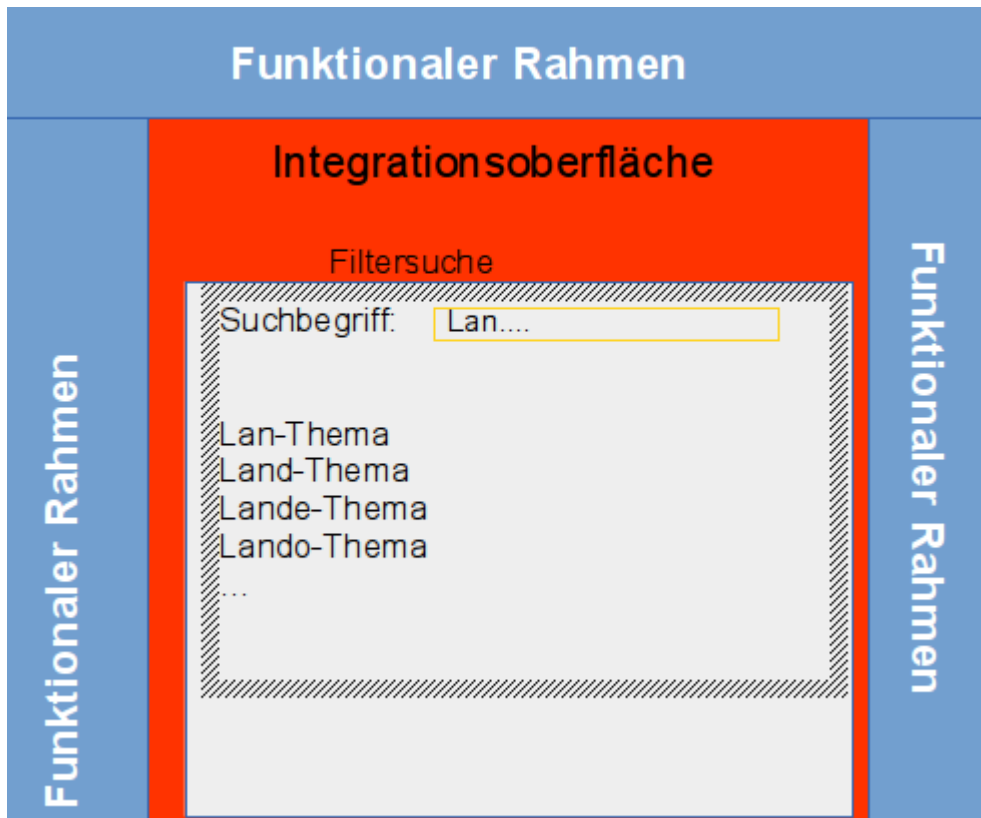 Funktionaler Rahmen
Integrationsoberfläche
Filtersuche
Suchbegriff: Lan....
Lan-Thema
Land-Thema
Lande-Thema
Lando-Thema
...
Funktionaler Rahmen
Funktionaler Rahmen